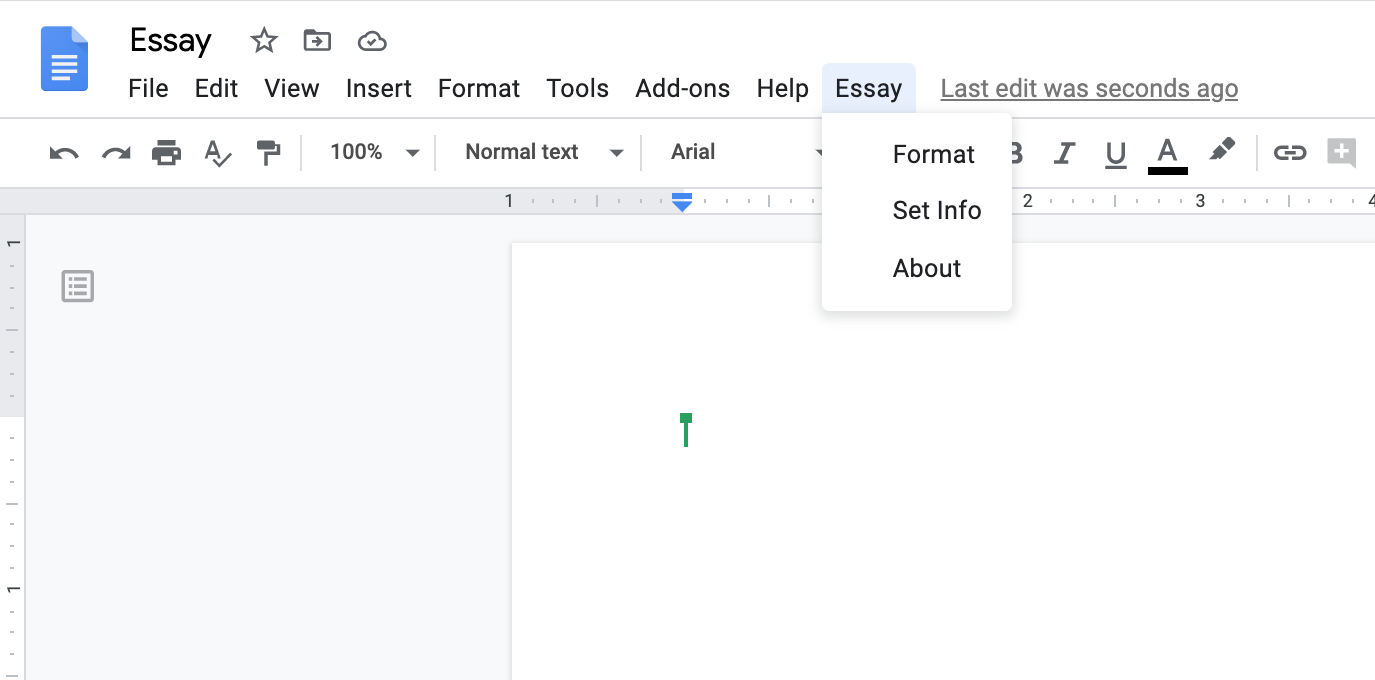 Essay
File Edit View Insert Format Tools Add-ons Help Essay Last edit was seconds ago
100% Normal text Arial B I U A
Format
Set Info
About
1 2 3 4
1
1